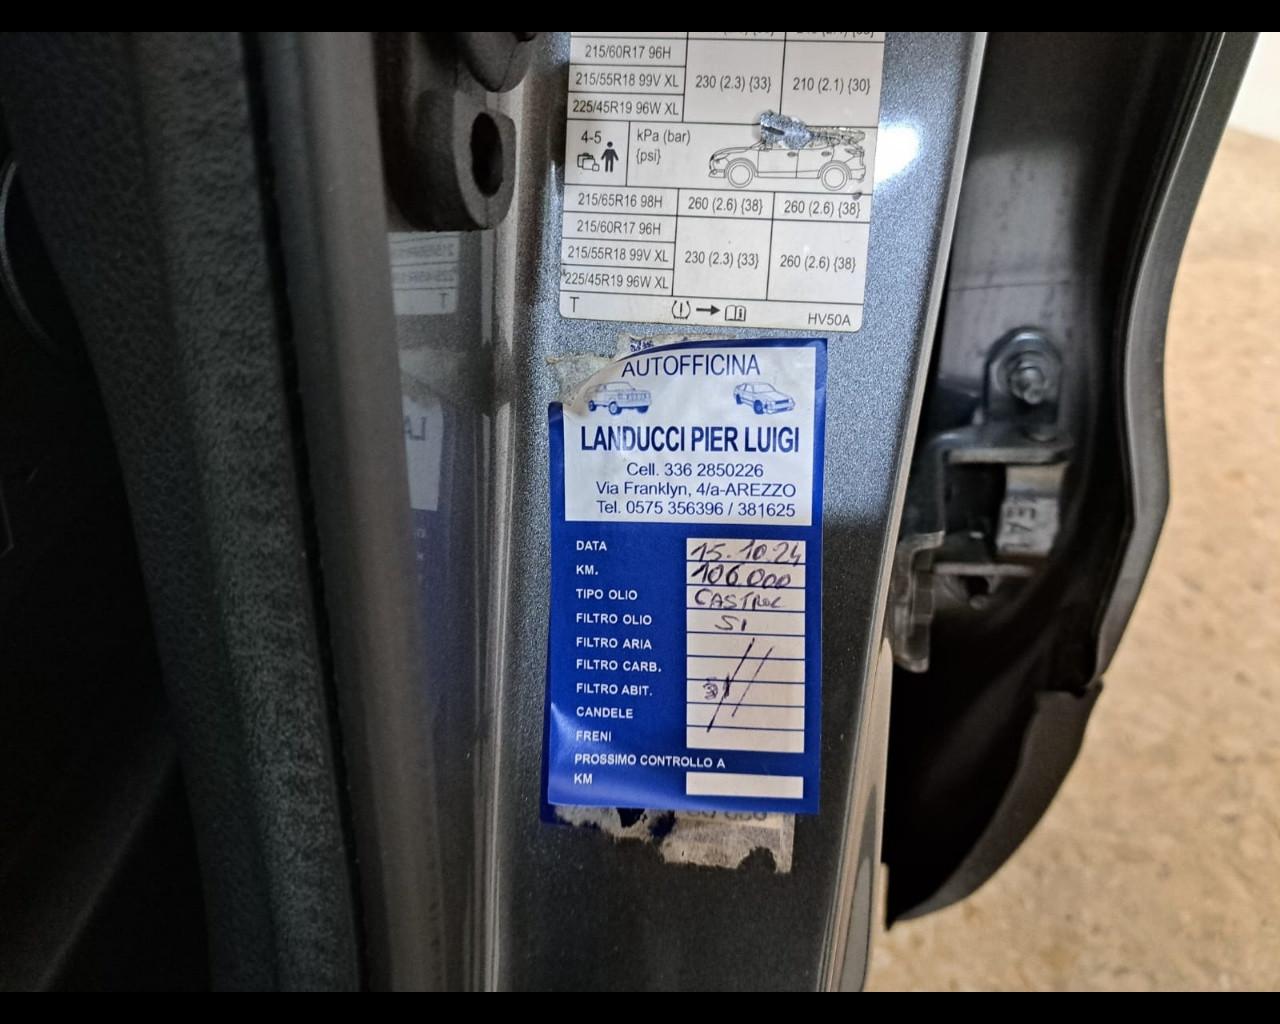 215/60R17 96H
215/55R18 99V XL 230 (2.3) {33} 210 (2.1) {30}
225/45R19 96W XL
4-5 kPa (bar)
{psi}
215/65R16 98H 260 (2.6) {38} 260 (2.6) {38}
215/60R17 96H
215/55R18 99V XL 230 (2.3) {33} 260 (2.6) {38}
225/45R19 96W XL
T HV50A
AUTOFFICINA
LANDUCCI PIER LUIGI
Cell. 336 2850226
Via Franklyn, 4/a-AREZZO
Tel. 0575 356396 / 381625
DATA 15.10.24
KM. 106.000
TIPO OLIO CASTROL
FILTRO OLIO SI
FILTRO ARIA
FILTRO CARB.
FILTRO ABIT.
CANDELE
FRENI
PROSSIMO CONTROLLO A
KM